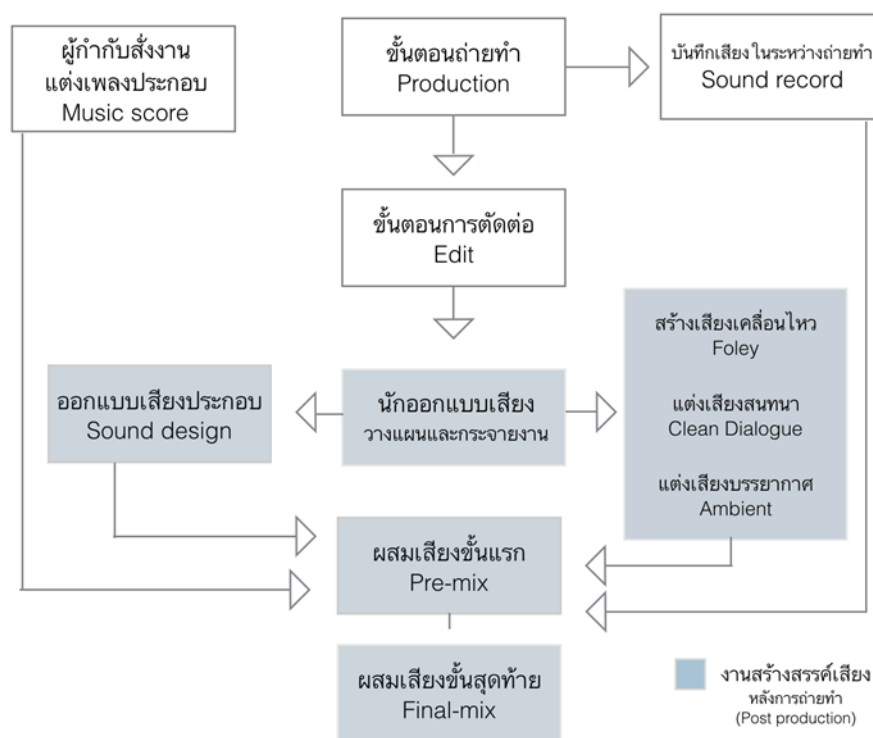 ผู้กำกับสั่งงาน
แต่งเพลงประกอบ
Music score
ขั้นตอนถ่ายทำ
Production
บันทึกเสียงในระหว่างถ่ายทำ
Sound record
ขั้นตอนการตัดต่อ
Edit
สร้างเสียงเคลื่อนไหว
Foley
แต่งเสียงสนทนา
Clean Dialogue
แต่งเสียงบรรยากาศ
Ambient
ออกแบบเสียงประกอบ
Sound design
นักออกแบบเสียง
วางแผนและกระจายงาน
ผสมเสียงขั้นแรก
Pre-mix
ผสมเสียงขั้นสุดท้าย
Final-mix
งานสร้างสรรค์เสียง
หลังการถ่ายทำ
(Post production)